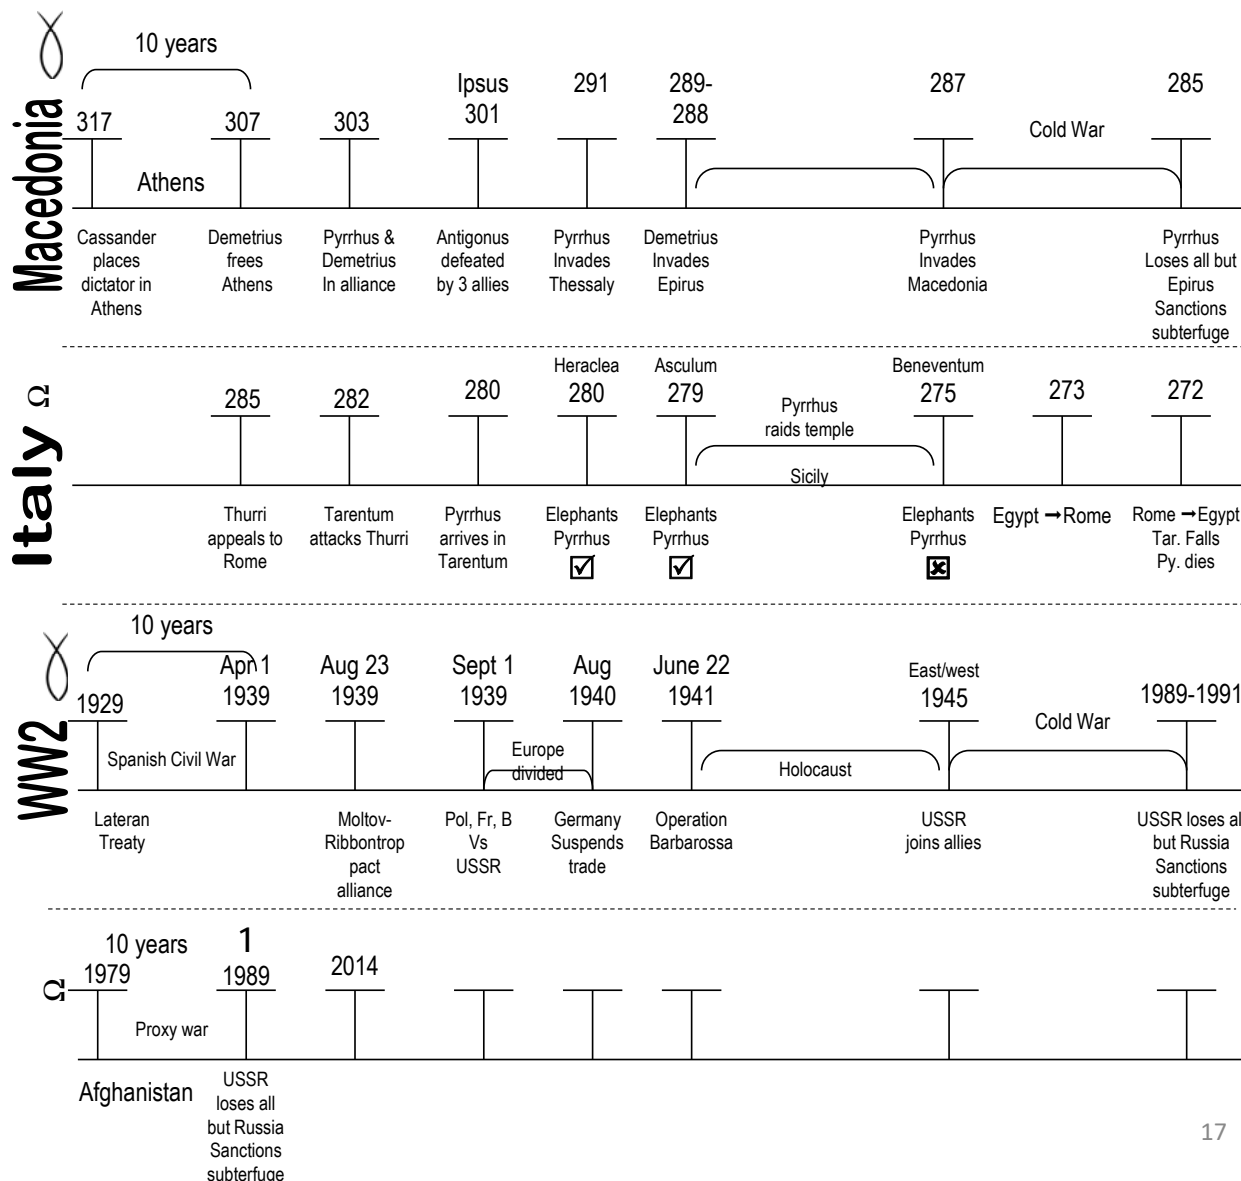 Macedonia
10 years
317
307
303
Ipsus
301
291
289-
288
287
Cold War
285
Athens
Cassander
places
dictator in
Athens
Demetrius
frees
Athens
Pyrrhus &
Demetrius
In alliance
Antigonus
defeated
by 3 allies
Pyrrhus
Invades
Thessaly
Demetrius
Invades
Epirus
Pyrrhus
Invades
Macedonia
Pyrrhus
Loses all but
Epirus
Sanctions
subterfuge
Italy Ω
285
282
280
Heraclea
280
Asculum
279
Pyrrhus
raids temple
Sicily
Beneventum
275
273
272
Thurri
appeals to
Rome
Tarentum
attacks Thurri
Pyrrhus
arrives in
Tarentum
Elephants
Pyrrhus
Elephants
Pyrrhus
Elephants
Pyrrhus
Egypt →Rome
Rome →Egypt
Tar. Falls
Py. dies
WW2
10 years
1929
Apr 1
1939
Aug 23
1939
Sept 1
1939
Aug
1940
June 22
1941
East/west
1945
Cold War
1989-1991
Spanish Civil War
Europe
divided
Holocaust
Lateran
Treaty
Moltov-
Ribbontrop
pact
alliance
Pol, Fr, B
Vs
USSR
Germany
Suspends
trade
Operation
Barbarossa
USSR
joins allies
USSR loses al
but Russia
Sanctions
subterfuge
Ω
10 years
1979
1
1989
2014
Proxy war
Afghanistan
USSR
loses all
but Russia
Sanctions
subterfuge
17